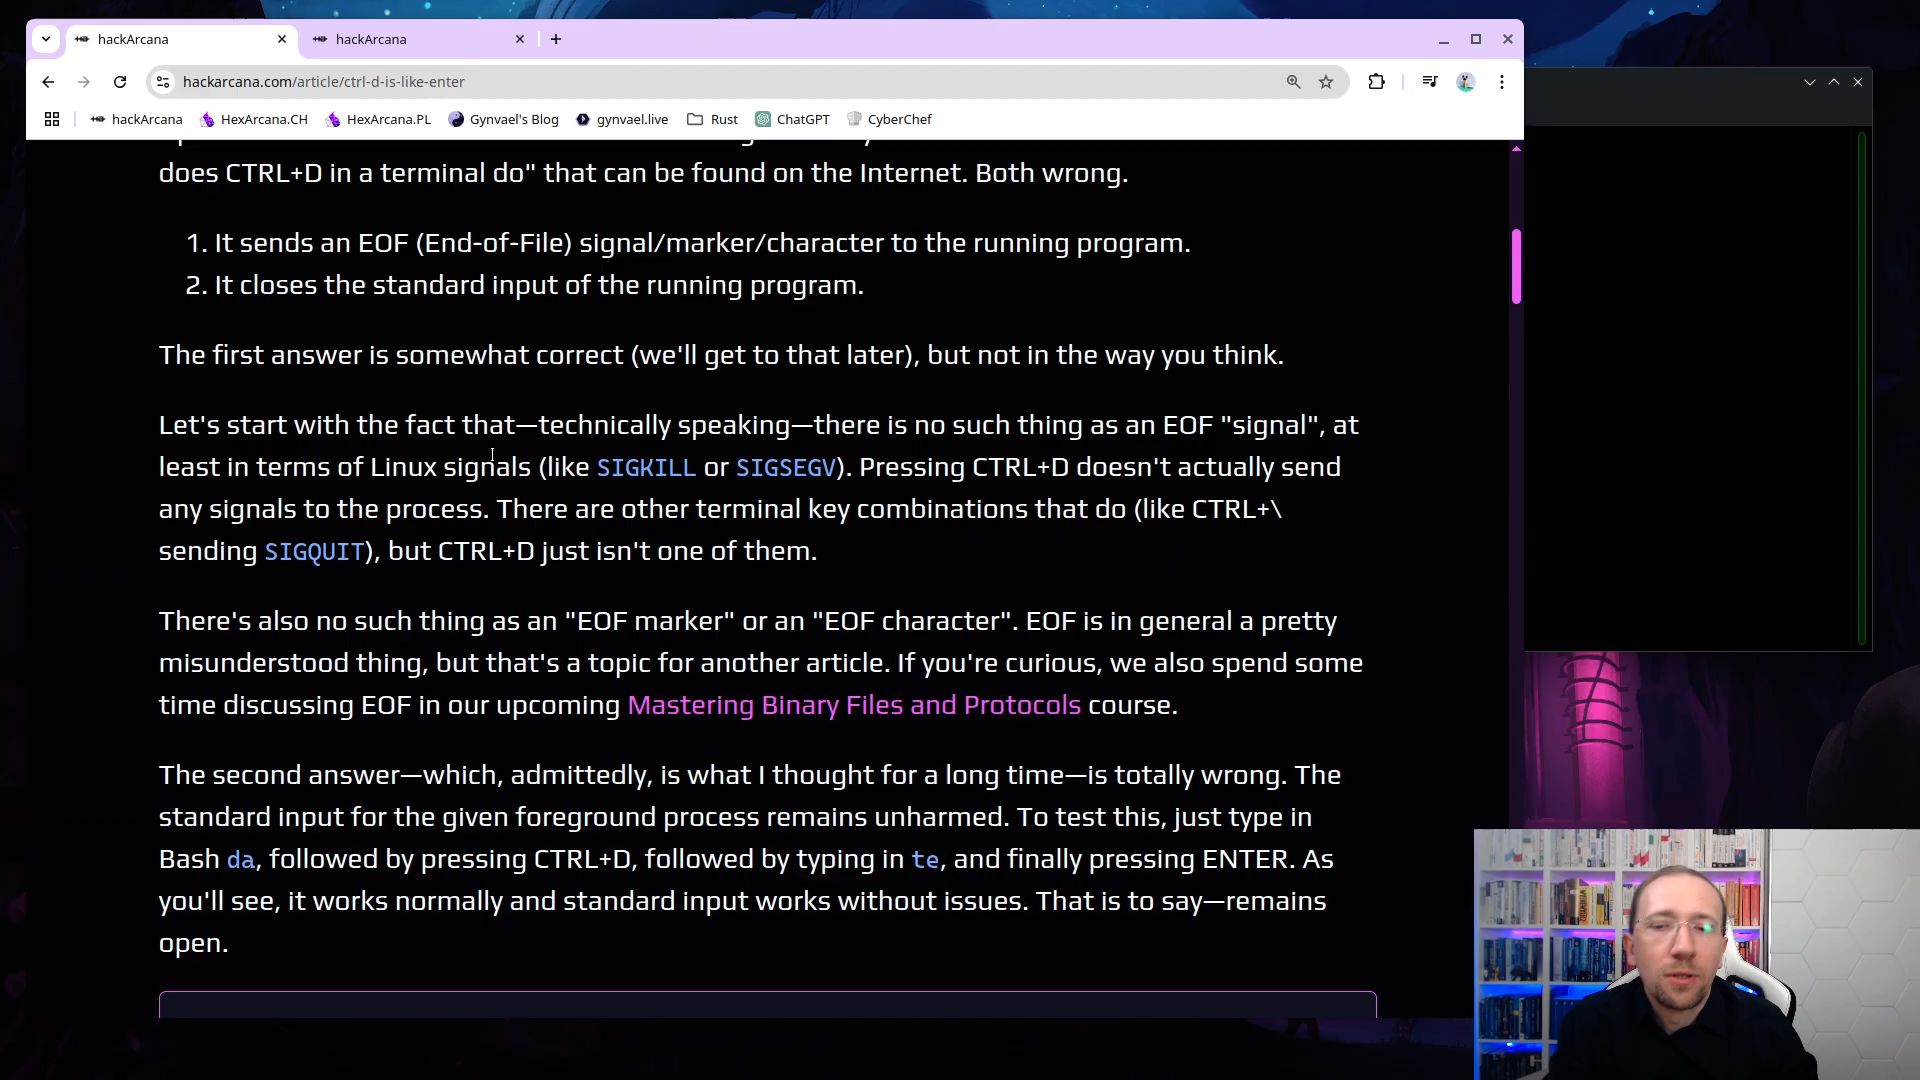 hackArcana
hackArcana
hackarcana.com/article/ctrl-d-is-like-enter
hackArcana
HexArcana.CH
HexArcana.PL
Gynvael's Blog
gynvael.live
Rust
ChatGPT
CyberChef
does CTRL+D in a terminal do" that can be found on the Internet. Both wrong.
1. It sends an EOF (End-of-File) signal/marker/character to the running program.
2. It closes the standard input of the running program.
The first answer is somewhat correct (we'll get to that later), but not in the way you think.
Let's start with the fact that—technically speaking—there is no such thing as an EOF "signal", at
least in terms of Linux signals (like SIGKILL or SIGSEGV). Pressing CTRL+D doesn't actually send
any signals to the process. There are other terminal key combinations that do (like CTRL+\
sending SIGQUIT), but CTRL+D just isn't one of them.
There's also no such thing as an "EOF marker" or an "EOF character". EOF is in general a pretty
misunderstood thing, but that's a topic for another article. If you're curious, we also spend some
time discussing EOF in our upcoming Mastering Binary Files and Protocols course.
The second answer—which, admittedly, is what I thought for a long time—is totally wrong. The
standard input for the given foreground process remains unharmed. To test this, just type in
Bash da, followed by pressing CTRL+D, followed by typing in te, and finally pressing ENTER. As
you'll see, it works normally and standard input works without issues. That is to say—remains
open.